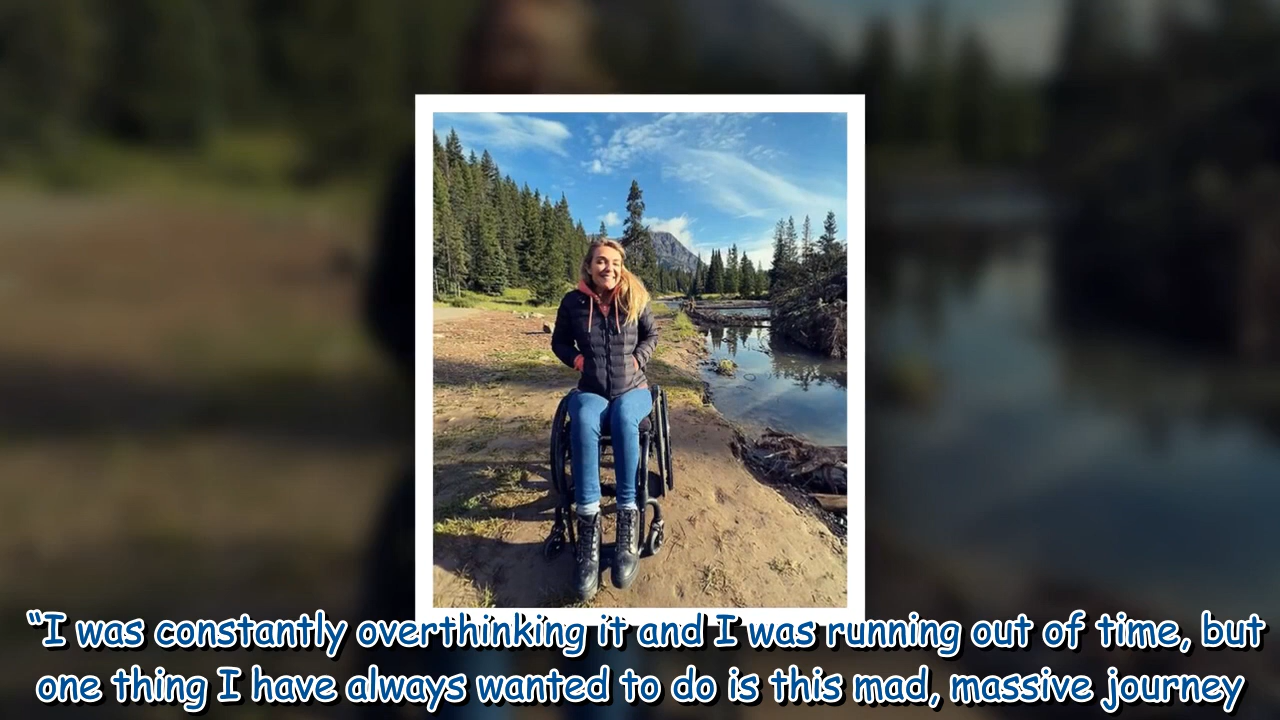 “I was constantly overthinking it and I was running out of time, but
one thing I have always wanted to do is this mad, massive journey